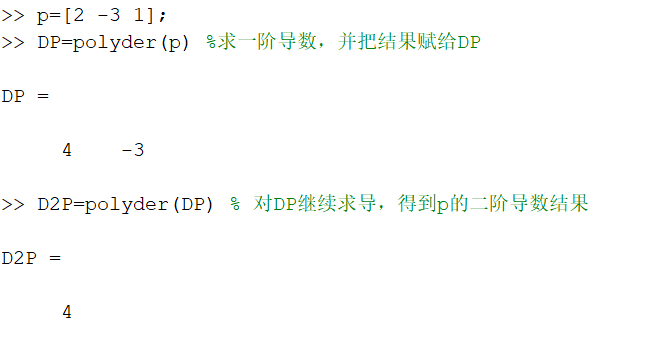 >> p=[2 -3 1];
>> DP=polyder(p) %求一阶导数，并把结果赋给DP
DP =
4 -3
>> D2P=polyder(DP) % 对DP继续求导，得到p的二阶导数结果
D2P =
4